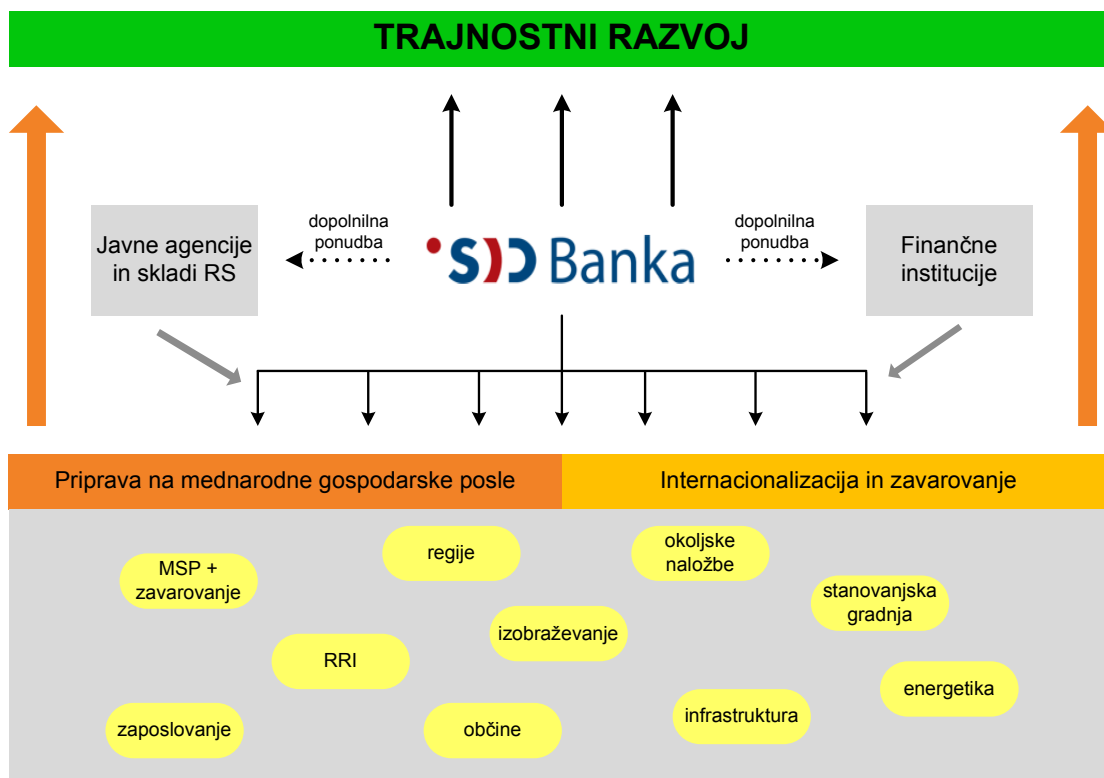 TRAJNOSTNI RAZVOJ
Javne agencije
in skladi RS
dopolnilna
ponudba
SID Banka
dopolnilna
ponudba
Finančne
institucije
Priprava na mednarodne gospodarske posle
Internacionalizacija in zavarovanje
MSP +
zavarovanje
regije
okoljske
naložbe
stanovanjska
gradnja
izobraževanje
RRI
energetika
zaposlovanje
občine
infrastruktura